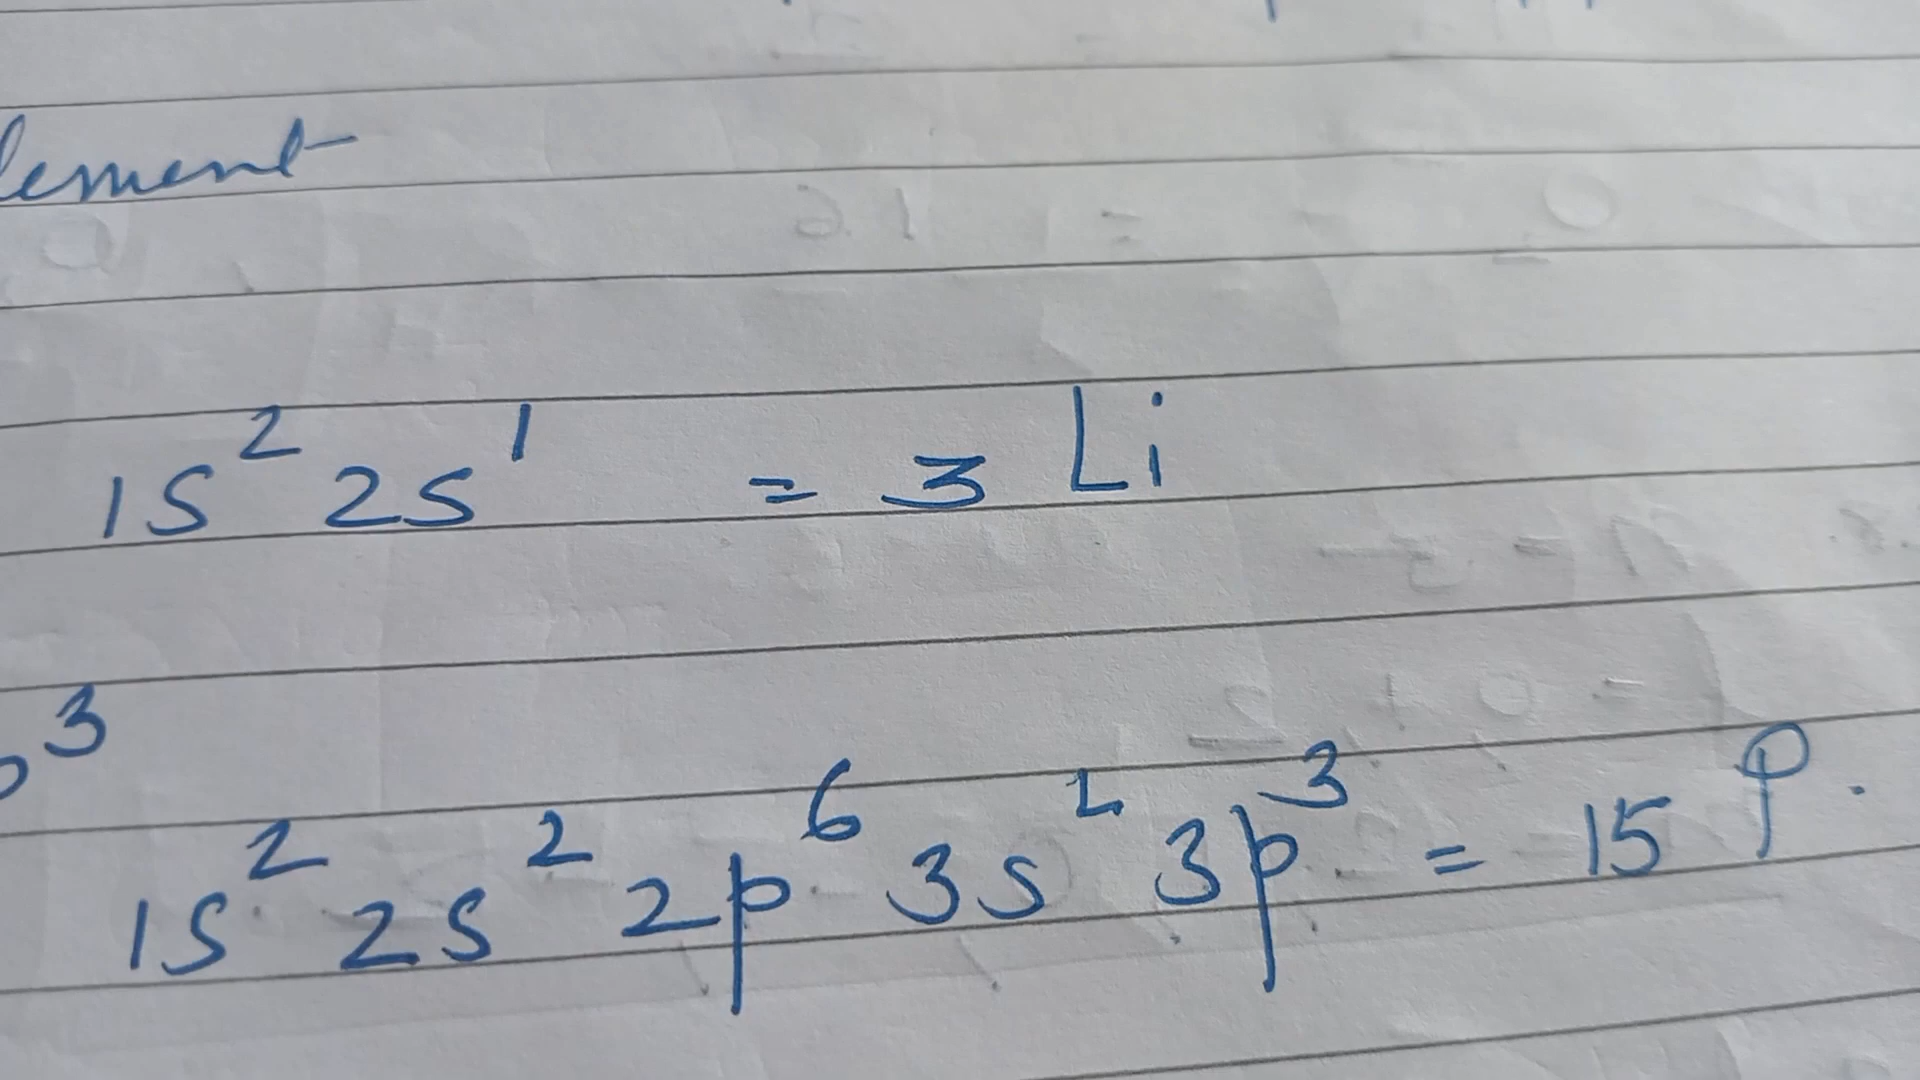 lement
1s² 2s¹ = 3 Li
3
1s² 2s² 2p⁶ 3s² 3p³ = 15 P.